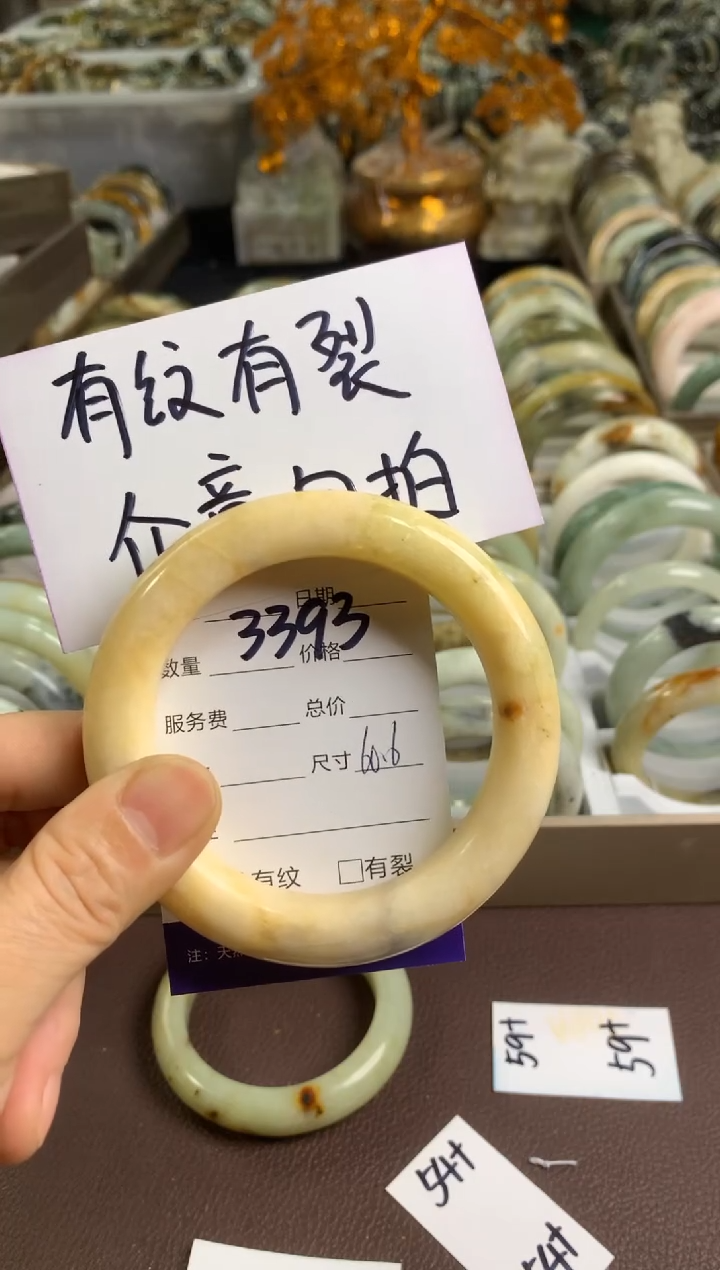 有纹有裂
介意勿拍
日期
3393
数量 价格
服务费 总价
尺寸 60.6
有纹 □有裂
注：天
59+ 59+
54+
54+